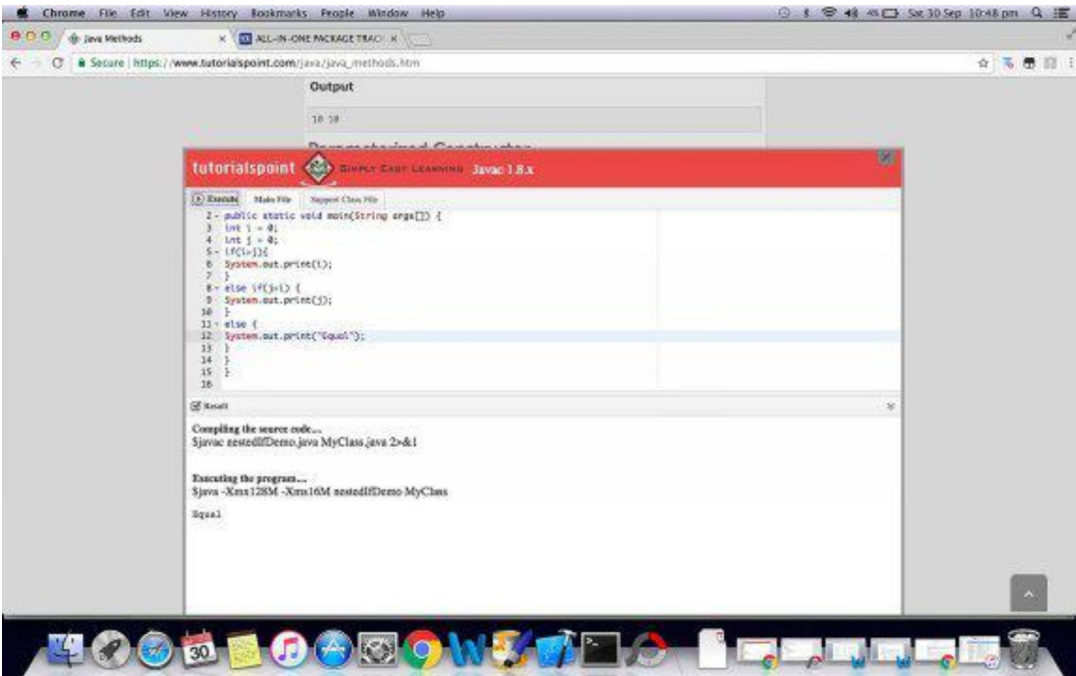 Chrome File Edit View History Bookmarks People Window Help Sat 30 Sep 10:48 pm
Java Methods
ALL-IN-ONE PACKAGE TRAC
Secure https://www.tutorialspoint.com/java/java_methods.htm
Output
10 10
Parameterized Constructor
tutorialspoint SIMPLY EASY LEARNING Javac 1.8.x
Execute Main File Support Class File
2 public static void main(String args[]) {
3 int i = 0;
4 int j = 0;
5 if(i>j){
6 System.out.print(i);
7 }
8 else if(j>i) {
9 System.out.print(j);
10 }
11 else {
12 System.out.print("Equal");
13 }
14 }
15 }
16
Result
Compiling the source code....
$javac nestedIfDemo.java MyClass.java 2>&1
Executing the program....
$java -Xmx128M -Xms16M nestedIfDemo MyClass
Equal
30